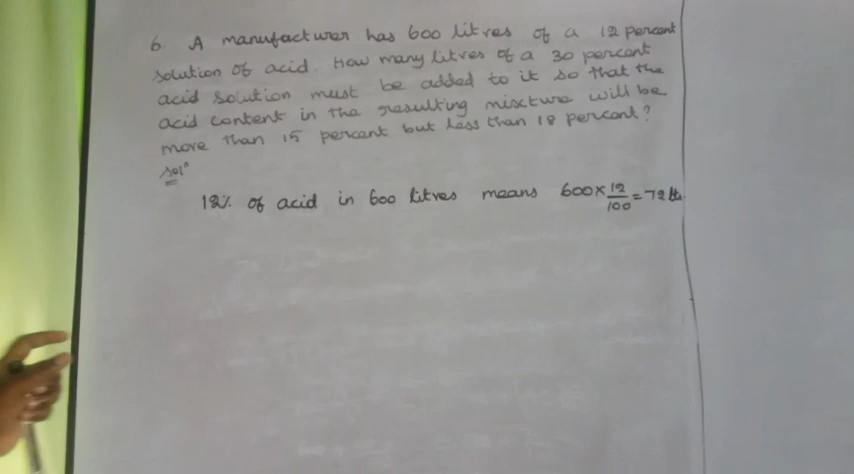 6. A manufacturer has 600 litres of a 12 percent
solution of acid. How many litres of a 30 percent
acid solution must be added to it so that the
acid content in the resulting mixture will be
more than 15 percent but less than 18 percent?
Solⁿ
12% of acid in 600 litres means 600 × 12/100 = 72 lt